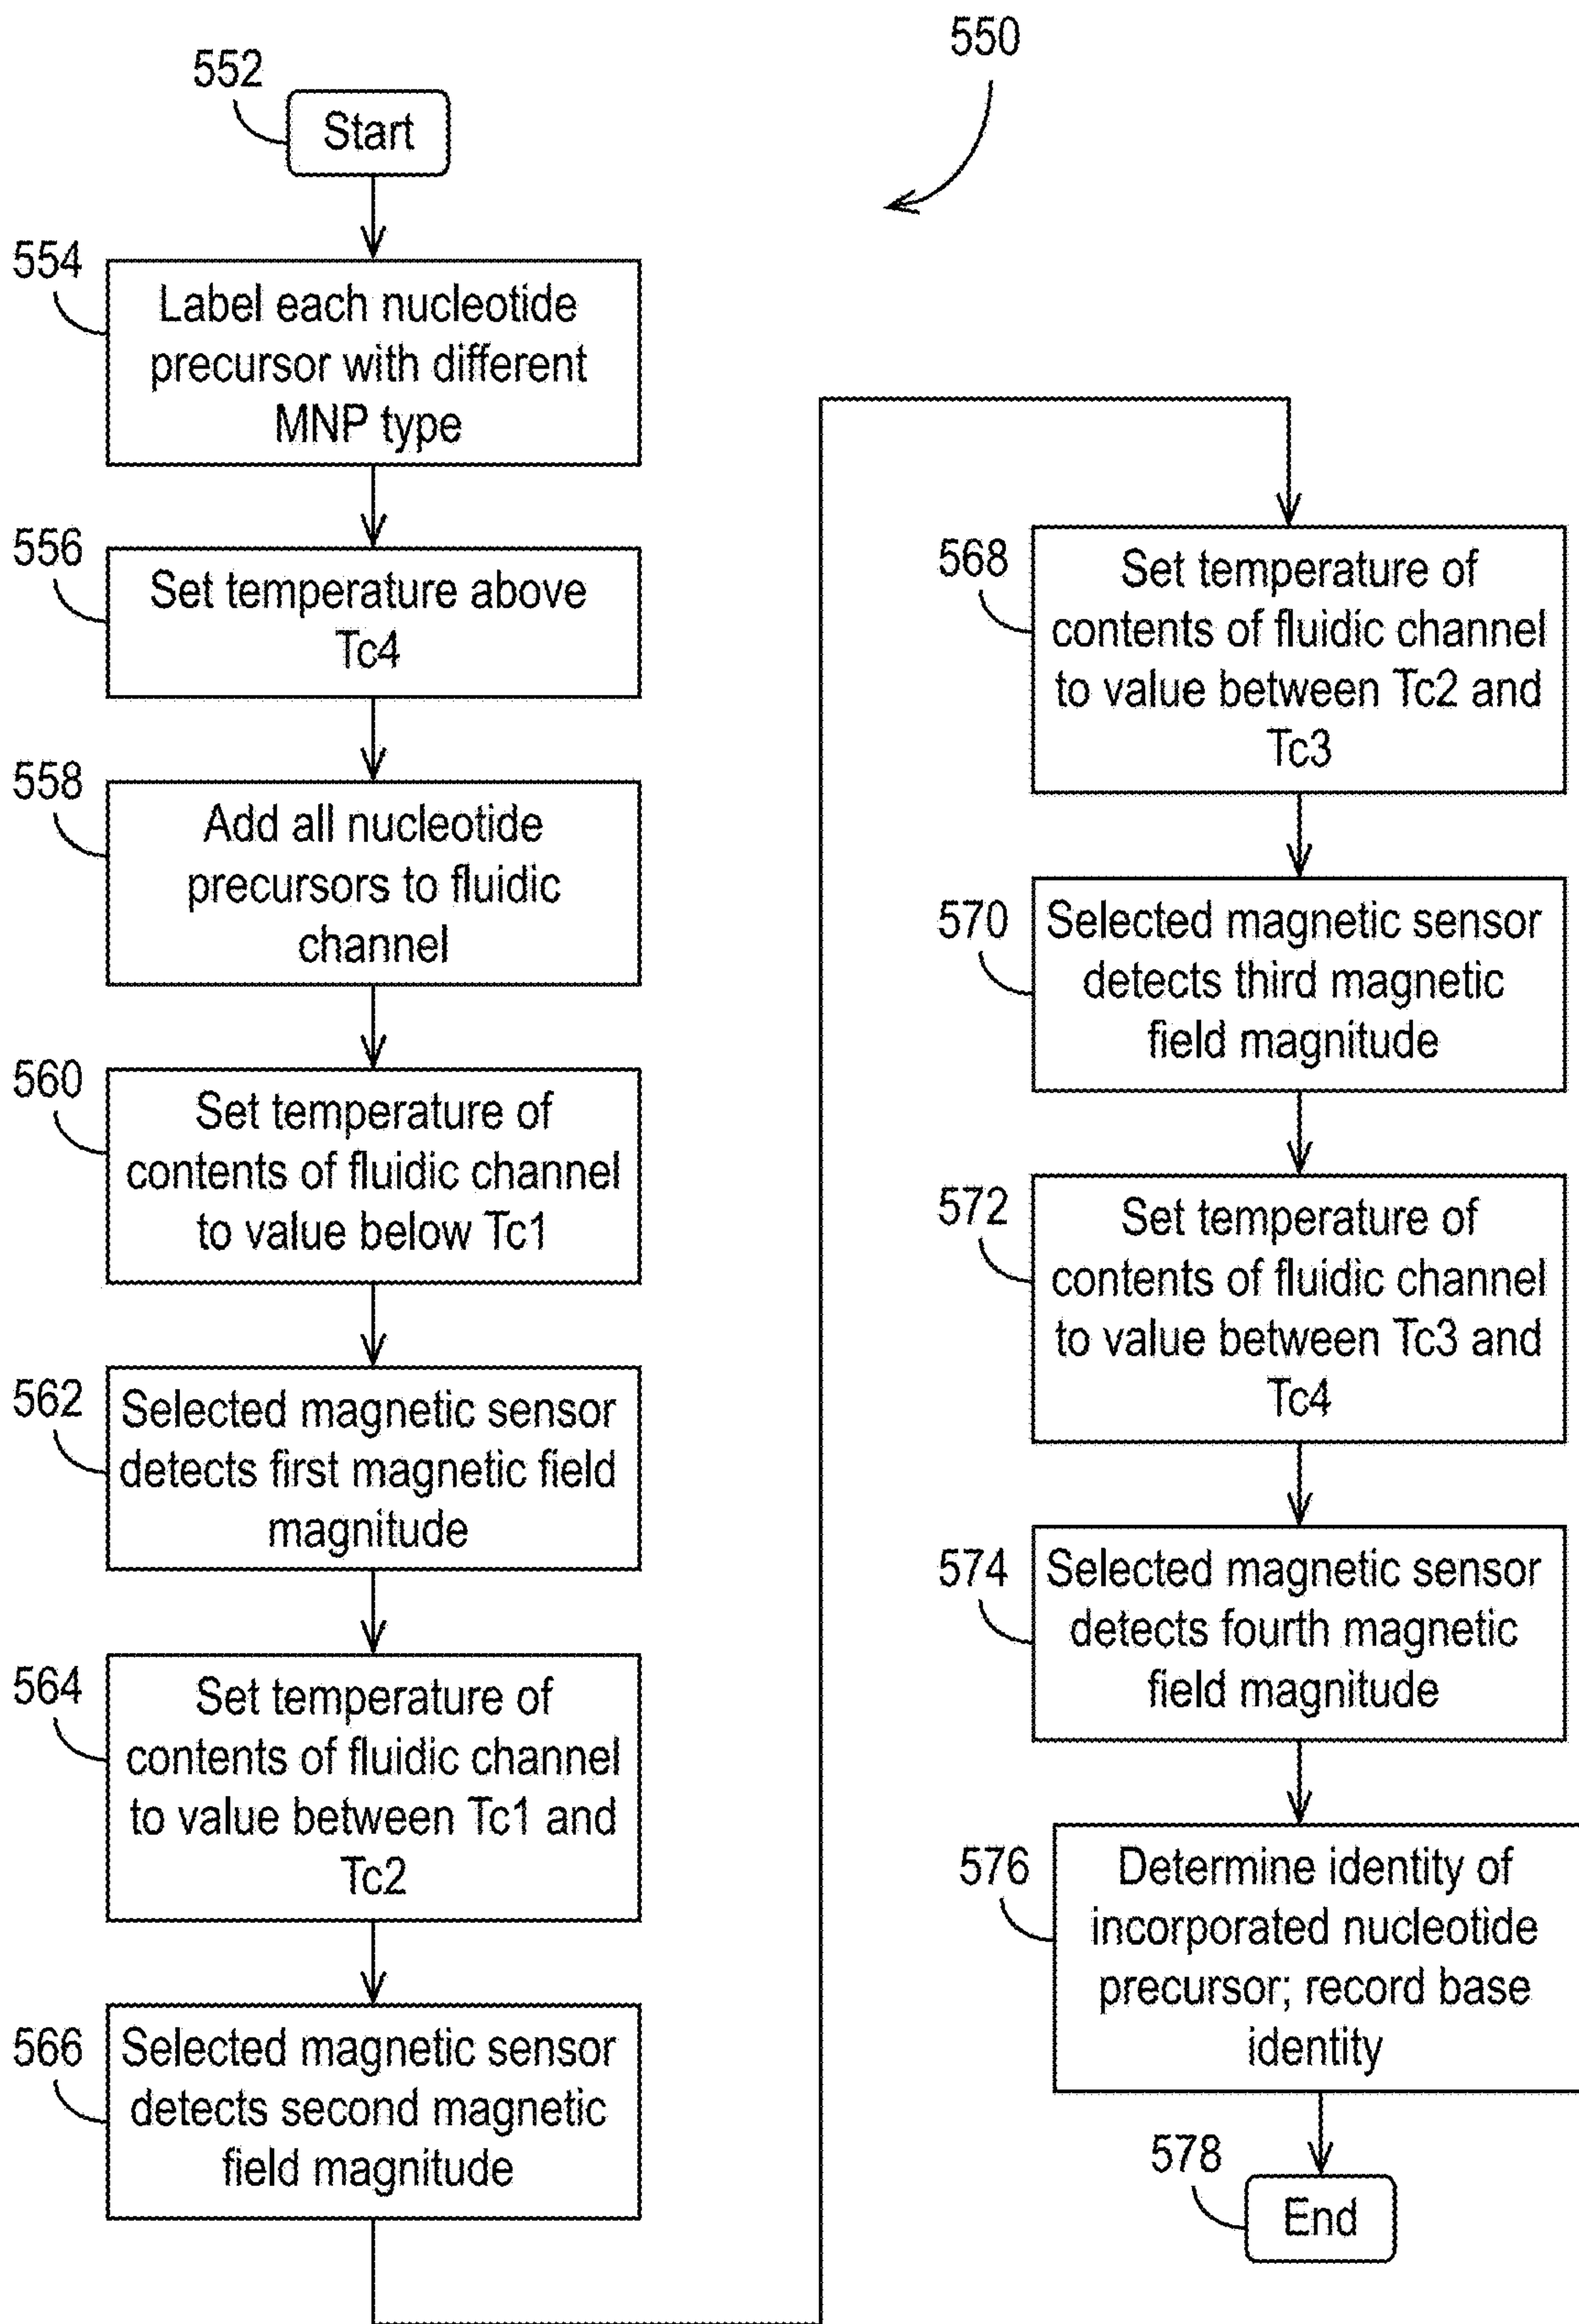 550
552
Start
554
Label each nucleotide
precursor with different
MNP type
556
Set temperature above
Tc4
558
Add all nucleotide
precursors to fluidic
channel
560
Set temperature of
contents of fluidic channel
to value below Tc1
562
Selected magnetic sensor
detects first magnetic field
magnitude
564
Set temperature of
contents of fluidic channel
to value between Tc1 and
Tc2
566
Selected magnetic sensor
detects second magnetic
field magnitude
568
Set temperature of
contents of fluidic channel
to value between Tc2 and
Tc3
570
Selected magnetic sensor
detects third magnetic
field magnitude
572
Set temperature of
contents of fluidic channel
to value between Tc3 and
Tc4
574
Selected magnetic sensor
detects fourth magnetic
field magnitude
576
Determine identity of
incorporated nucleotide
precursor; record base
identity
578
End